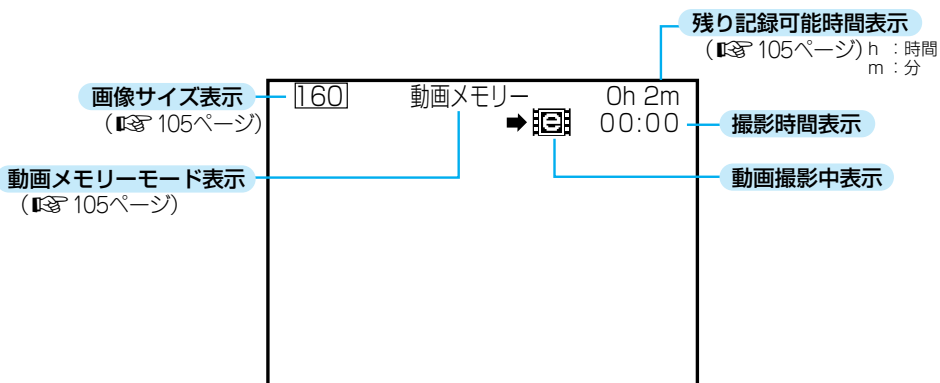 残り記録可能時間表示
(☞ 105ページ) h :時間
m :分
画像サイズ表示
(☞ 105ページ)
160 動画メモリー 0h 2m
➡ e 00:00
撮影時間表示
動画メモリーモード表示
(☞ 105ページ)
動画撮影中表示